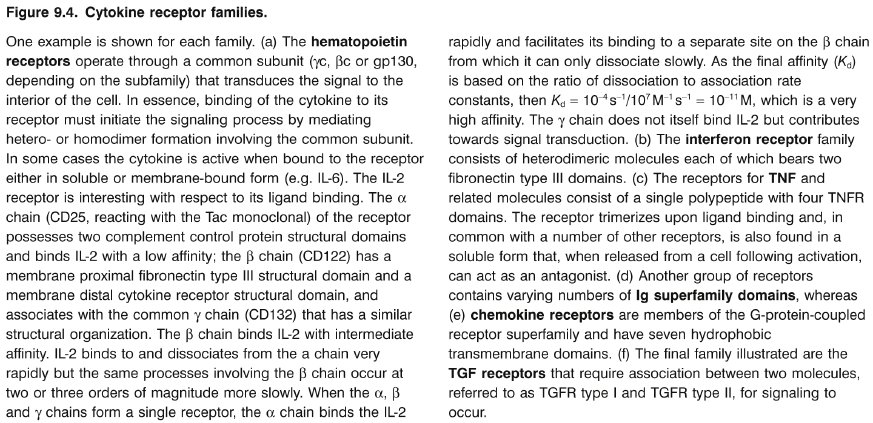 Figure 9.4. Cytokine receptor families.
One example is shown for each family. (a) The hematopoietin
receptors operate through a common subunit (γc, βc or gp130,
depending on the subfamily) that transduces the signal to the
interior of the cell. In essence, binding of the cytokine to its
receptor must initiate the signaling process by mediating
hetero- or homodimer formation involving the common subunit.
In some cases the cytokine is active when bound to the receptor
either in soluble or membrane-bound form (e.g. IL-6). The IL-2
receptor is interesting with respect to its ligand binding. The α
chain (CD25, reacting with the Tac monoclonal) of the receptor
possesses two complement control protein structural domains
and binds IL-2 with a low affinity; the β chain (CD122) has a
membrane proximal fibronectin type III structural domain and a
membrane distal cytokine receptor structural domain, and
associates with the common γ chain (CD132) that has a similar
structural organization. The β chain binds IL-2 with intermediate
affinity. IL-2 binds to and dissociates from the a chain very
rapidly but the same processes involving the β chain occur at
two or three orders of magnitude more slowly. When the α, β
and γ chains form a single receptor, the α chain binds the IL-2
rapidly and facilitates its binding to a separate site on the β chain
from which it can only dissociate slowly. As the final affinity (Kd)
is based on the ratio of dissociation to association rate
constants, then Kd = 10⁻⁴ s⁻¹/10⁷ M⁻¹ s⁻¹ = 10⁻¹¹ M, which is a very
high affinity. The γ chain does not itself bind IL-2 but contributes
towards signal transduction. (b) The interferon receptor family
consists of heterodimeric molecules each of which bears two
fibronectin type III domains. (c) The receptors for TNF and
related molecules consist of a single polypeptide with four TNFR
domains. The receptor trimerizes upon ligand binding and, in
common with a number of other receptors, is also found in a
soluble form that, when released from a cell following activation,
can act as an antagonist. (d) Another group of receptors
contains varying numbers of Ig superfamily domains, whereas
(e) chemokine receptors are members of the G-protein-coupled
receptor superfamily and have seven hydrophobic
transmembrane domains. (f) The final family illustrated are the
TGF receptors that require association between two molecules,
referred to as TGFR type I and TGFR type II, for signaling to
occur.